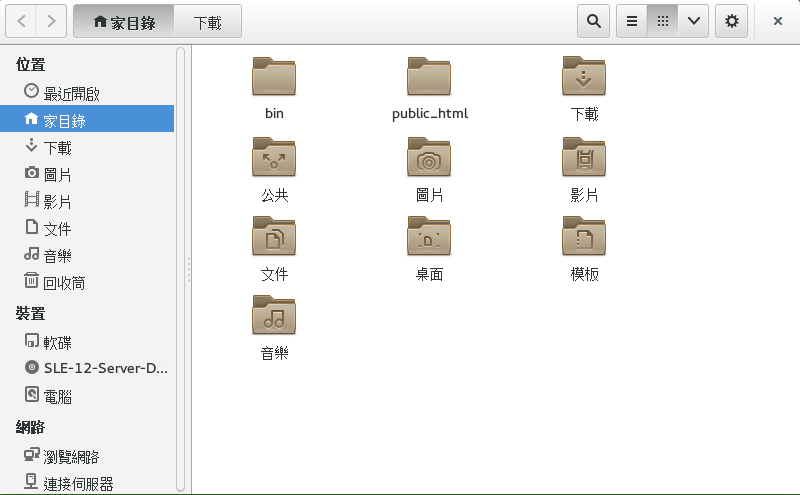 家目錄
下載
位置
最近開啟
家目錄
下載
圖片
影片
文件
音樂
回收筒
裝置
軟碟
SLE-12-Server-D...
電腦
網路
瀏覽網路
連接伺服器
bin
public_html
下載
公共
圖片
影片
文件
桌面
模板
音樂